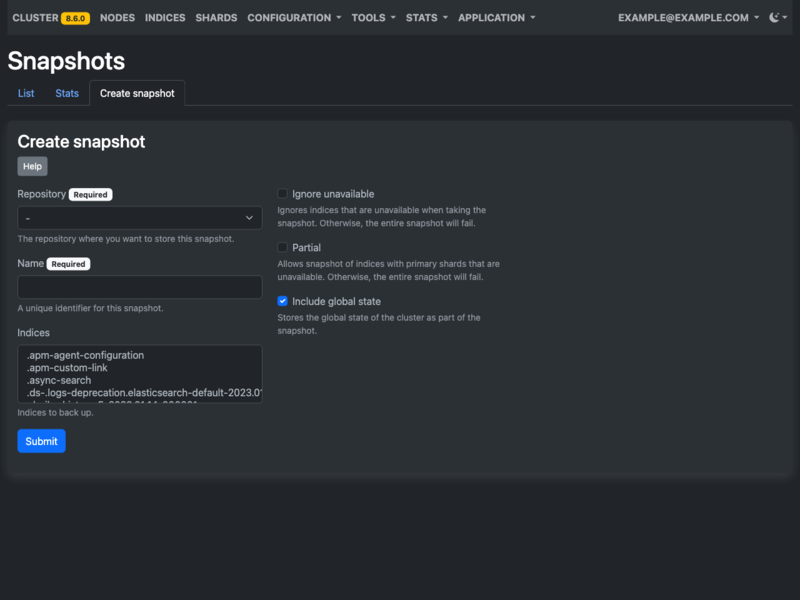 CLUSTER 8.6.0 NODES INDICES SHARDS CONFIGURATION TOOLS STATS APPLICATION EXAMPLE@EXAMPLE.COM
Snapshots
List Stats Create snapshot
Create snapshot
Help
Repository Required
-
The repository where you want to store this snapshot.
Name Required
A unique identifier for this snapshot.
Indices
.apm-agent-configuration
.apm-custom-link
.async-search
.ds-.logs-deprecation.elasticsearch-default-2023.0
Indices to back up.
Submit
Ignore unavailable
Ignores indices that are unavailable when taking the
snapshot. Otherwise, the entire snapshot will fail.
Partial
Allows snapshot of indices with primary shards that are
unavailable. Otherwise, the entire snapshot will fail.
Include global state
Stores the global state of the cluster as part of the
snapshot.